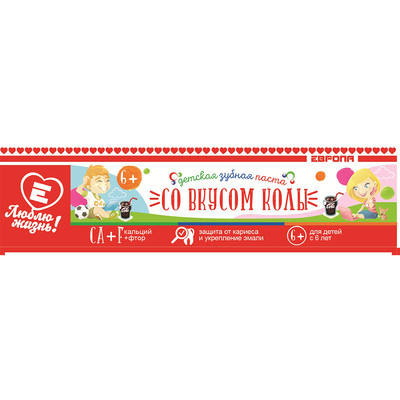 ZEFONA
6+
детская зубная паста
СО ВКУСОМ КОЛЫ
Люблю
жизнь!
CA+F
кальций
+фтор
защита от кариеса
и укрепление эмали
6+
для детей
с 6 лет